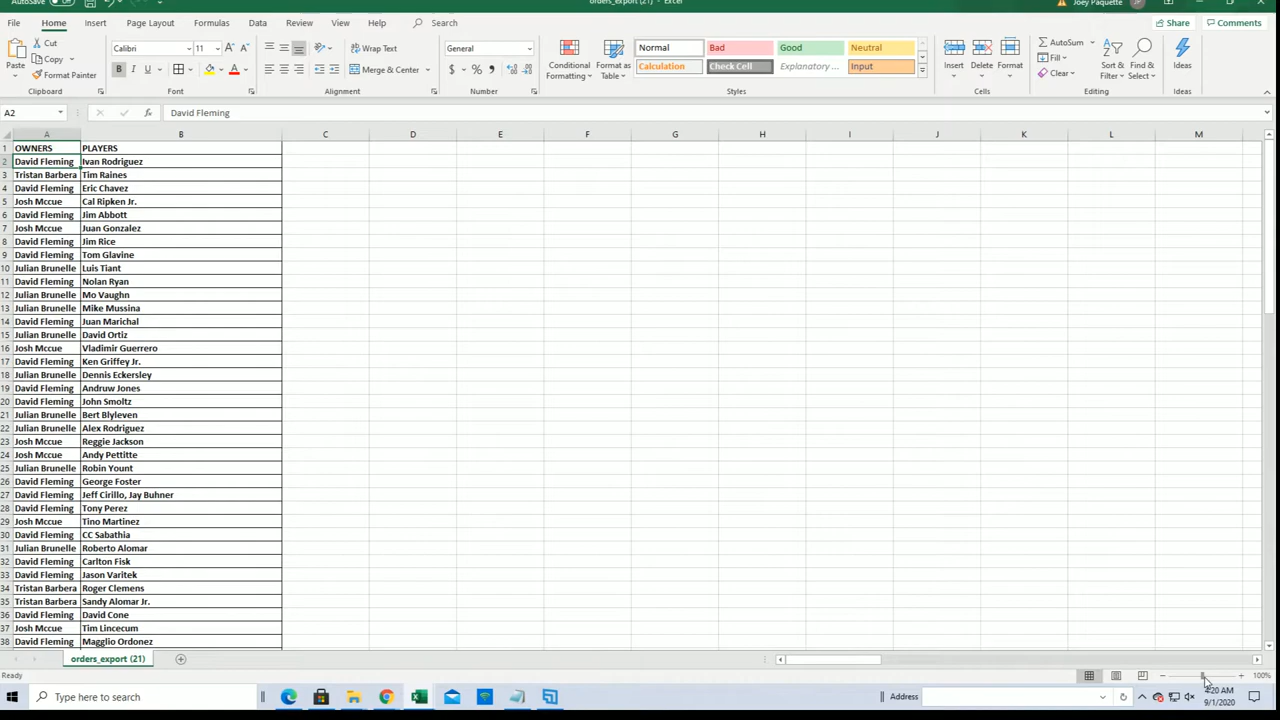 AutoSave Off orders_export (21) - Excel Joey Paquette JP
File Home Insert Page Layout Formulas Data Review View Help Search Share Comments
Paste Cut Copy Format Painter Clipboard
Calibri 11 B I U A Font
Wrap Text Merge & Center Alignment
General $ % , Number
Conditional Formatting Format as Table Normal Bad Good Neutral Calculation Check Cell Explanatory ... Input Styles
Insert Delete Format Cells
AutoSum Fill Clear Sort & Filter Find & Select Editing
Ideas Ideas
A2 fx David Fleming
A B C D E F G H I J K L M
1 OWNERS PLAYERS
2 David Fleming Ivan Rodriguez
3 Tristan Barbera Tim Raines
4 David Fleming Eric Chavez
5 Josh Mccue Cal Ripken Jr.
6 David Fleming Jim Abbott
7 Josh Mccue Juan Gonzalez
8 David Fleming Jim Rice
9 David Fleming Tom Glavine
10 Julian Brunelle Luis Tiant
11 David Fleming Nolan Ryan
12 Julian Brunelle Mo Vaughn
13 Julian Brunelle Mike Mussina
14 David Fleming Juan Marichal
15 Julian Brunelle David Ortiz
16 Josh Mccue Vladimir Guerrero
17 David Fleming Ken Griffey Jr.
18 Julian Brunelle Dennis Eckersley
19 David Fleming Andruw Jones
20 David Fleming John Smoltz
21 Julian Brunelle Bert Blyleven
22 Julian Brunelle Alex Rodriguez
23 Josh Mccue Reggie Jackson
24 Josh Mccue Andy Pettitte
25 Julian Brunelle Robin Yount
26 David Fleming George Foster
27 David Fleming Jeff Cirillo, Jay Buhner
28 David Fleming Tony Perez
29 Josh Mccue Tino Martinez
30 David Fleming CC Sabathia
31 Julian Brunelle Roberto Alomar
32 David Fleming Carlton Fisk
33 David Fleming Jason Varitek
34 Tristan Barbera Roger Clemens
35 Tristan Barbera Sandy Alomar Jr.
36 David Fleming David Cone
37 Josh Mccue Tim Lincecum
38 David Fleming Magglio Ordonez
orders_export (21)
Ready 100%
Type here to search Address 4:20 AM
9/1/2020